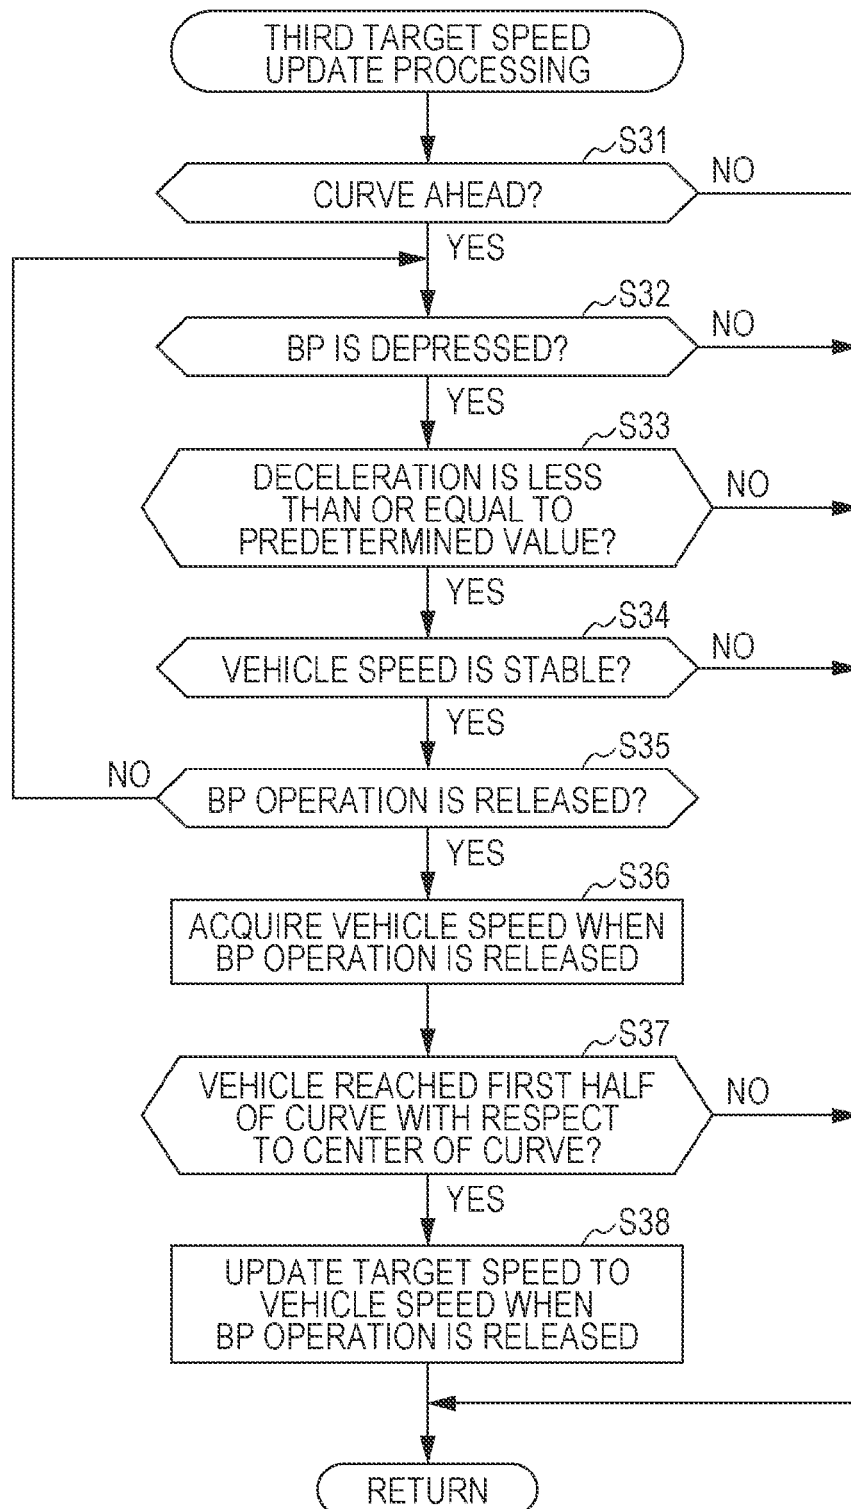 THIRD TARGET SPEED
UPDATE PROCESSING
S31
CURVE AHEAD?
NO
YES
S32
BP IS DEPRESSED?
NO
YES
S33
DECELERATION IS LESS
THAN OR EQUAL TO
PREDETERMINED VALUE?
NO
YES
S34
VEHICLE SPEED IS STABLE?
NO
YES
S35
NO
BP OPERATION IS RELEASED?
YES
S36
ACQUIRE VEHICLE SPEED WHEN
BP OPERATION IS RELEASED
S37
VEHICLE REACHED FIRST HALF
OF CURVE WITH RESPECT
TO CENTER OF CURVE?
NO
YES
S38
UPDATE TARGET SPEED TO
VEHICLE SPEED WHEN
BP OPERATION IS RELEASED
RETURN